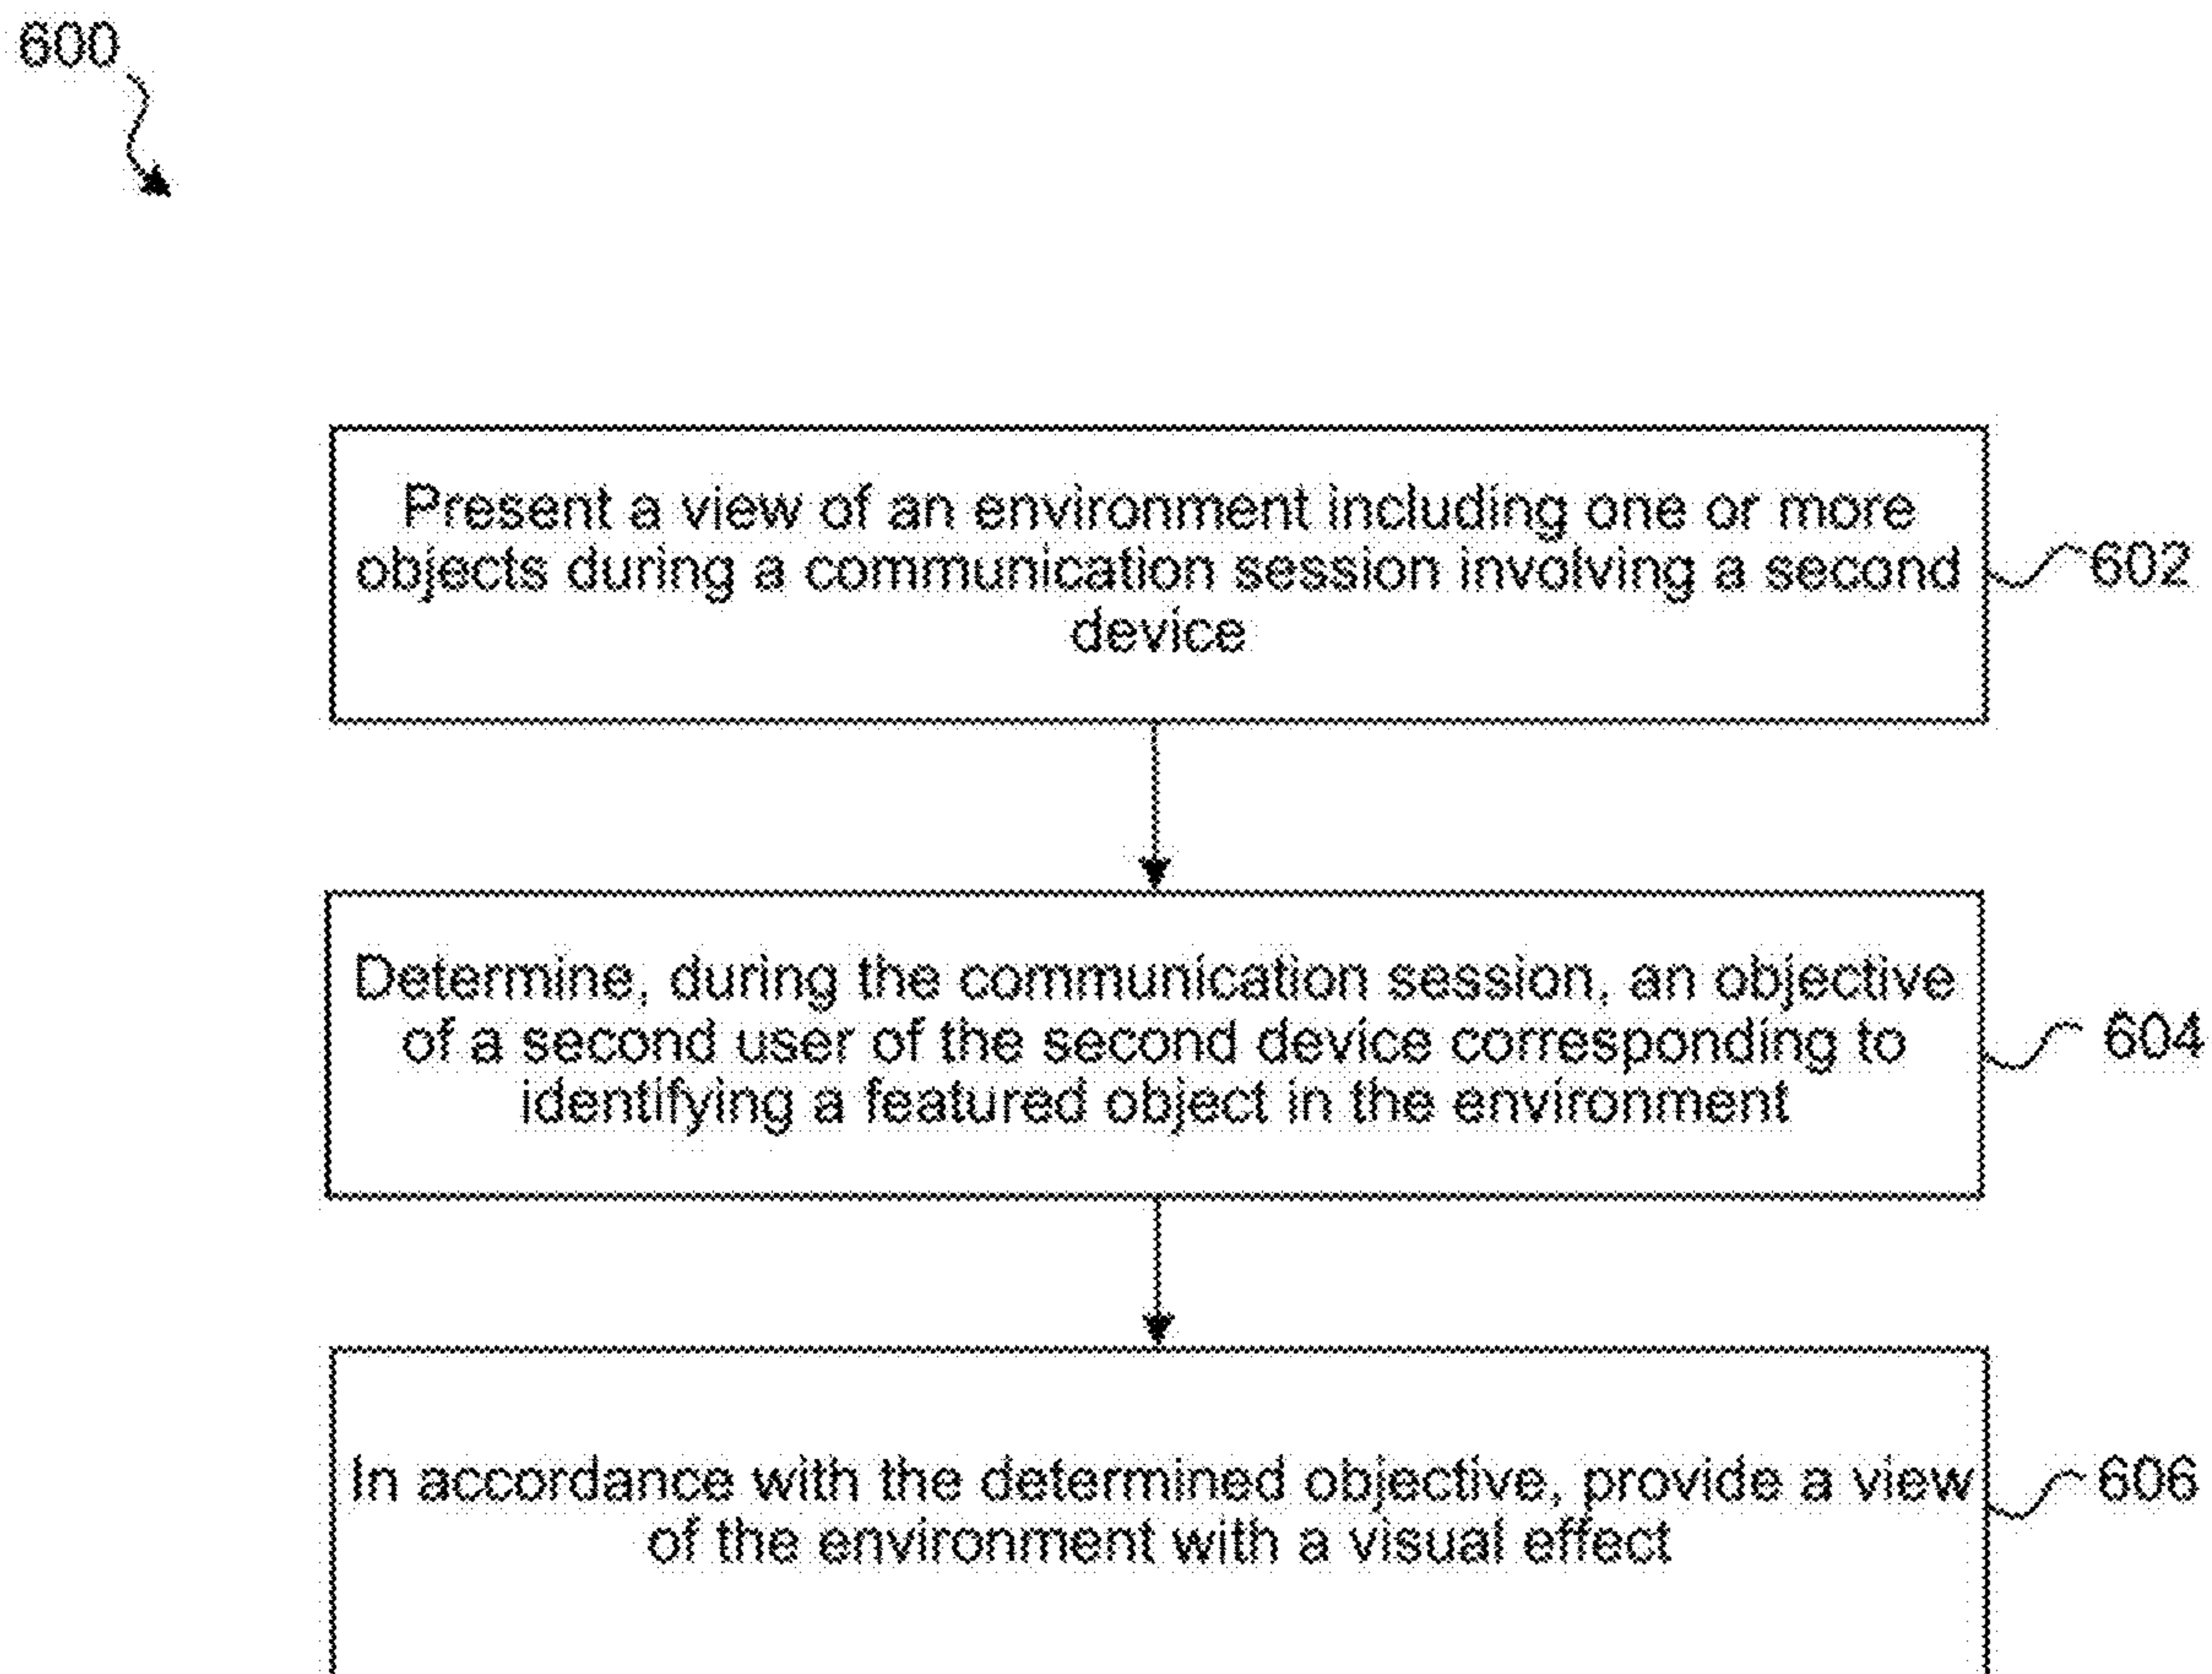 600
Present a view of an environment including one or more
objects during a communication session involving a second
device
602
Determine, during the communication session, an objective
of a second user of the second device corresponding to
identifying a featured object in the environment
604
In accordance with the determined objective, provide a view
of the environment with a visual effect
606